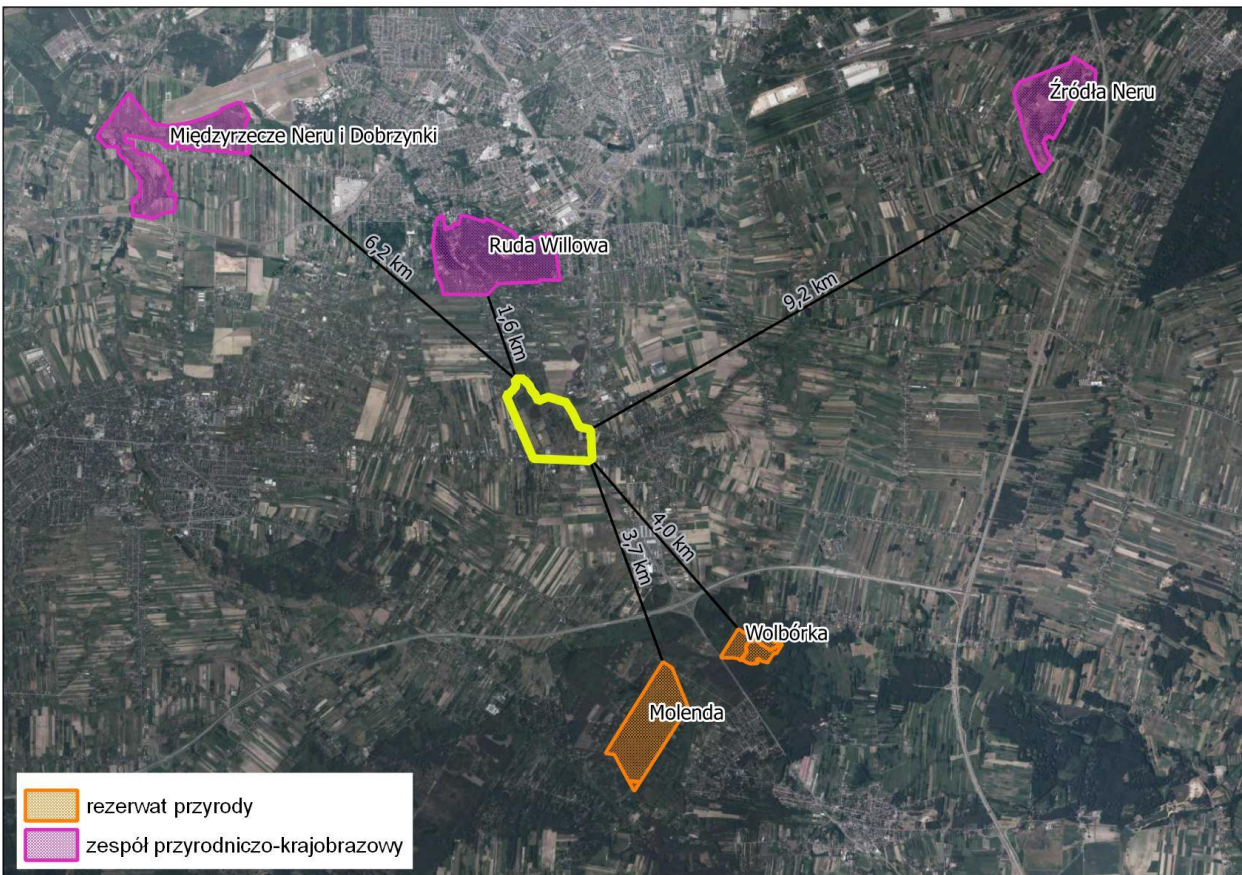 Źródła Neru
Międzyrzecze Neru i Dobrzynki
Ruda Willowa
6,2 km
1,6 km
9,2 km
4,0 km
3,7 km
Wolbórka
Molenda
rezerwat przyrody
zespół przyrodniczo-krajobrazowy